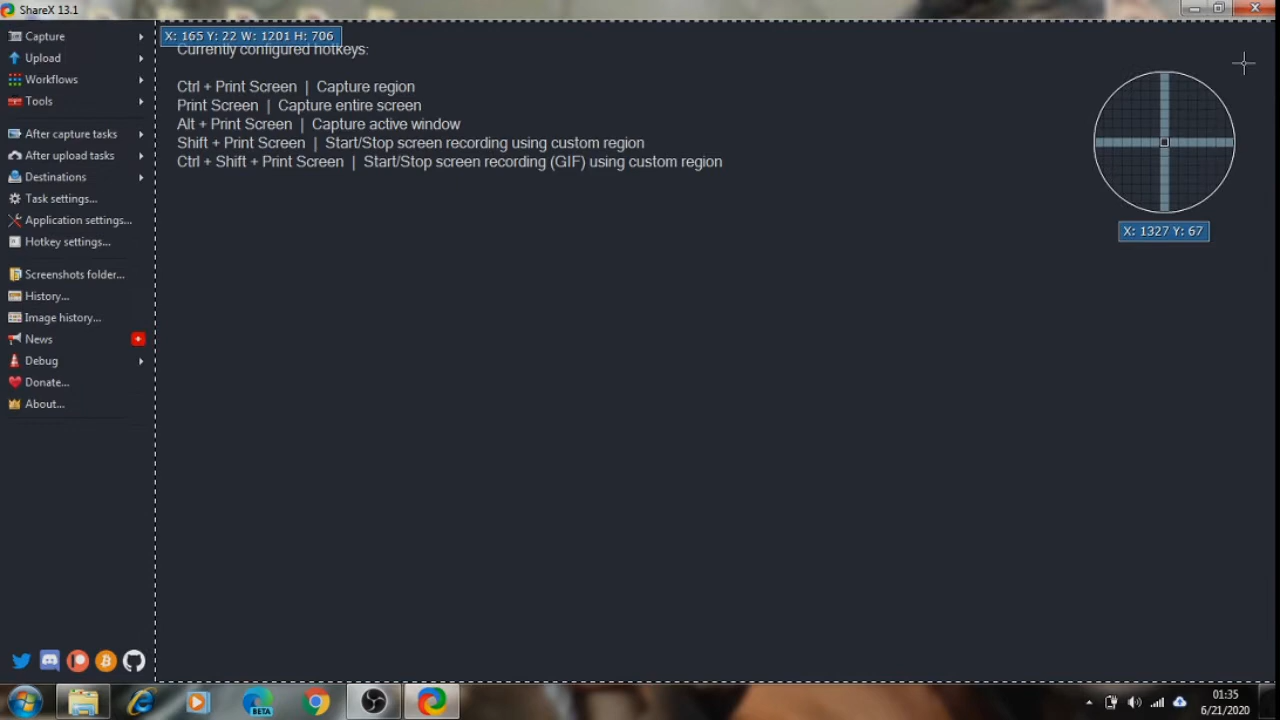 ShareX 13.1
Capture
Upload
Workflows
Tools
After capture tasks
After upload tasks
Destinations
Task settings...
Application settings...
Hotkey settings...
Screenshots folder...
History...
Image history...
News
+
Debug
Donate...
About...
X: 165 Y: 22 W: 1201 H: 706
Currently configured hotkeys:
Ctrl + Print Screen | Capture region
Print Screen | Capture entire screen
Alt + Print Screen | Capture active window
Shift + Print Screen | Start/Stop screen recording using custom region
Ctrl + Shift + Print Screen | Start/Stop screen recording (GIF) using custom region
X: 1327 Y: 67
BETA
01:35
6/21/2020